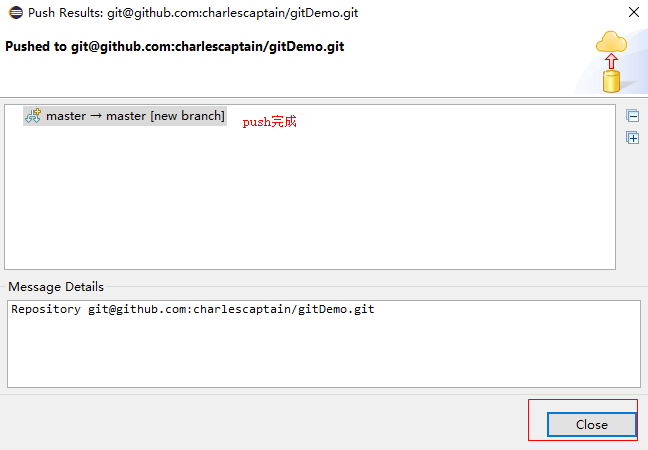 Push Results: git@github.com:charlescaptain/gitDemo.git
Pushed to git@github.com:charlescaptain/gitDemo.git
master → master [new branch]
push完成
Message Details
Repository git@github.com:charlescaptain/gitDemo.git
Close